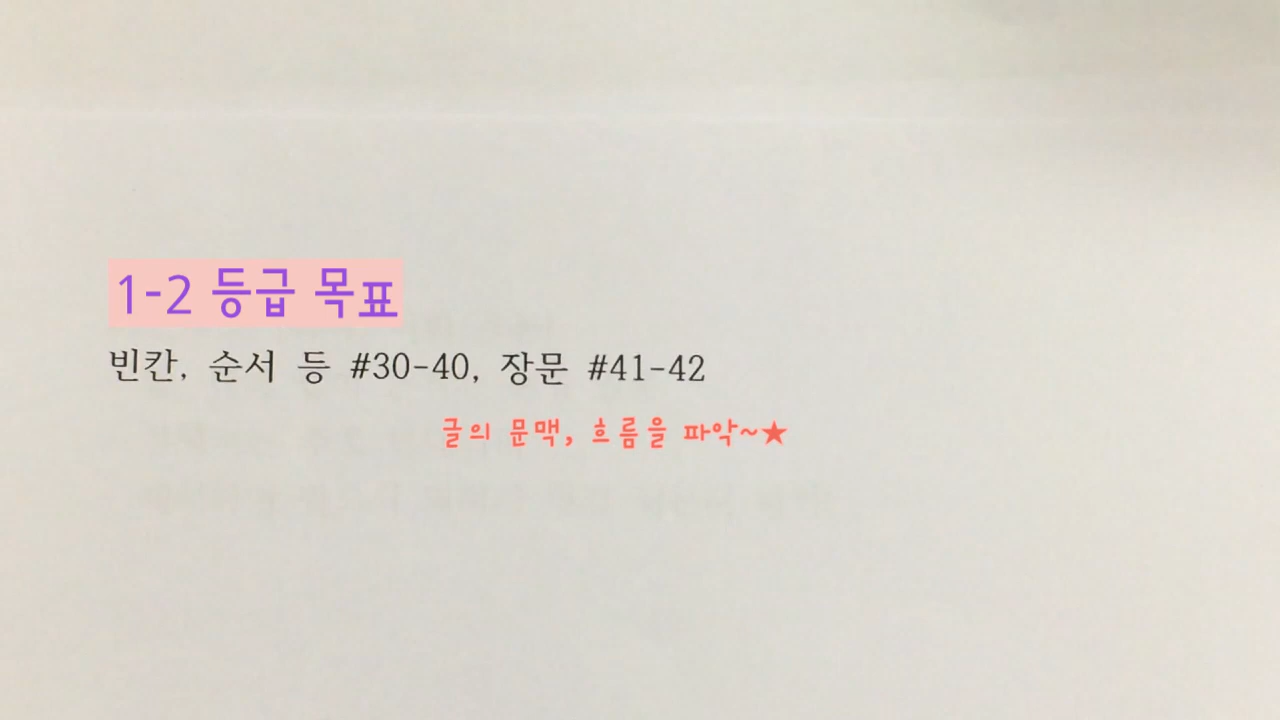 1-2 등급 목표
빈칸, 순서 등 #30-40, 장문 #41-42
글의 문맥, 흐름을 파악~★